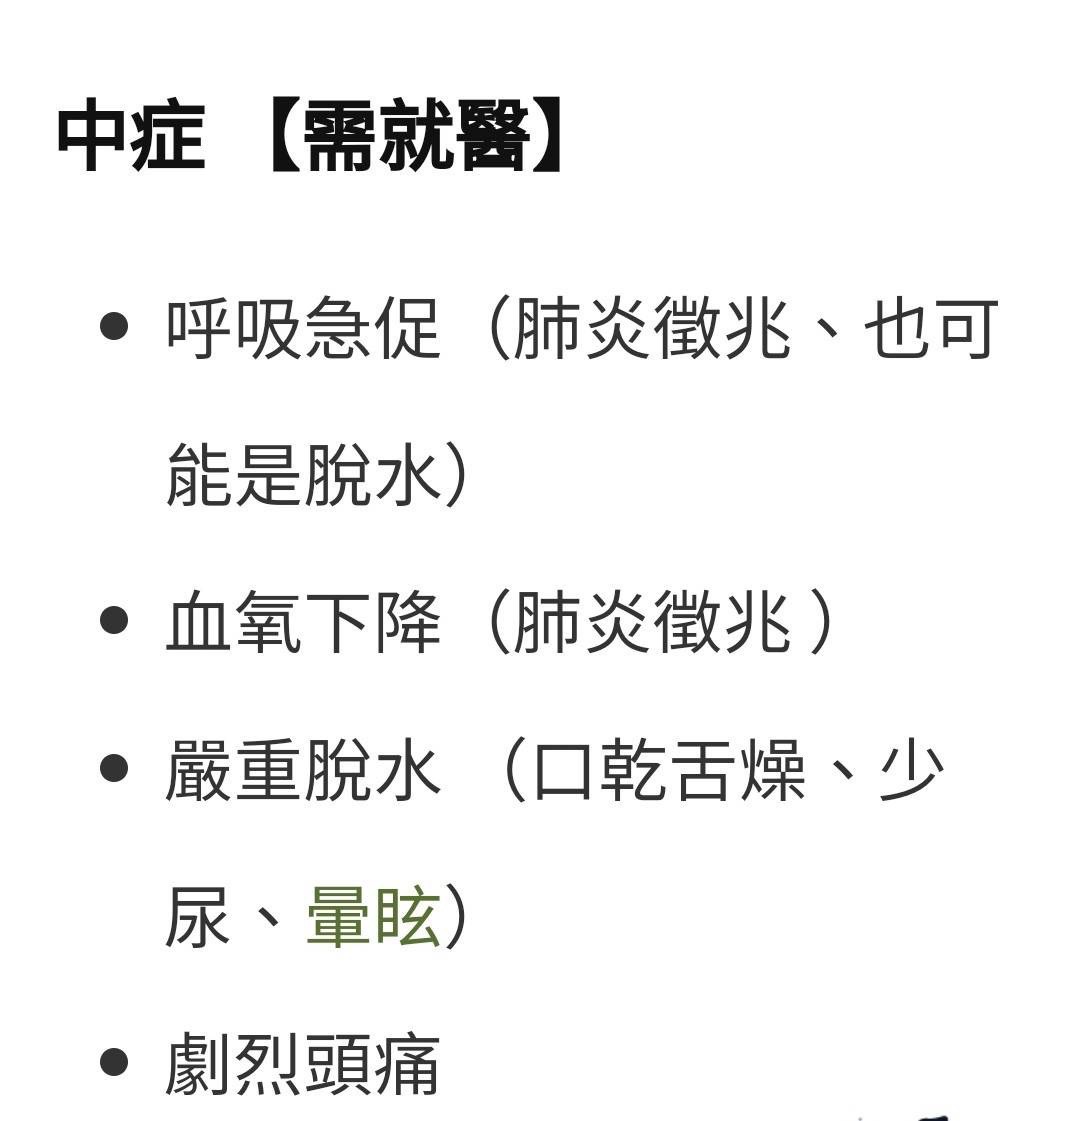 中症 【需就醫】
• 呼吸急促（肺炎徵兆、也可
能是脫水）
• 血氧下降（肺炎徵兆 ）
• 嚴重脫水 （口乾舌燥、少
尿、暈眩）
• 劇烈頭痛